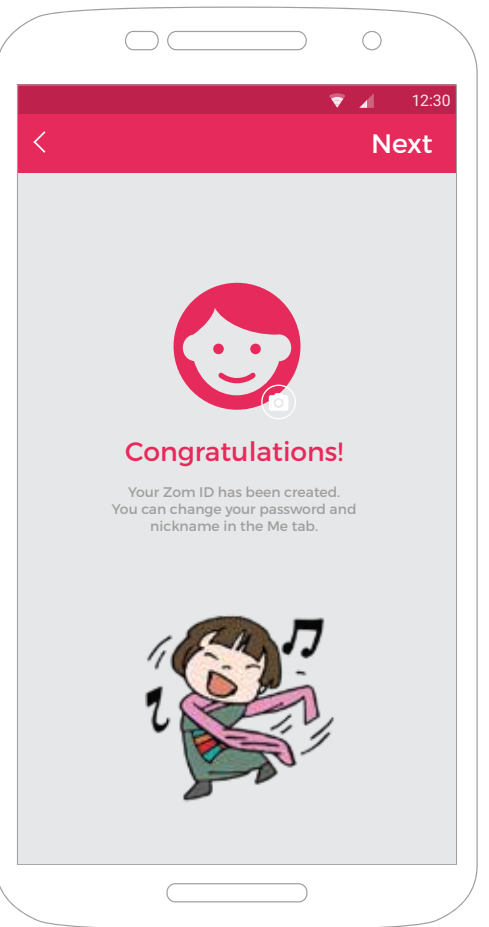 12:30
Next
Congratulations!
Your Zom ID has been created.
You can change your password and
nickname in the Me tab.